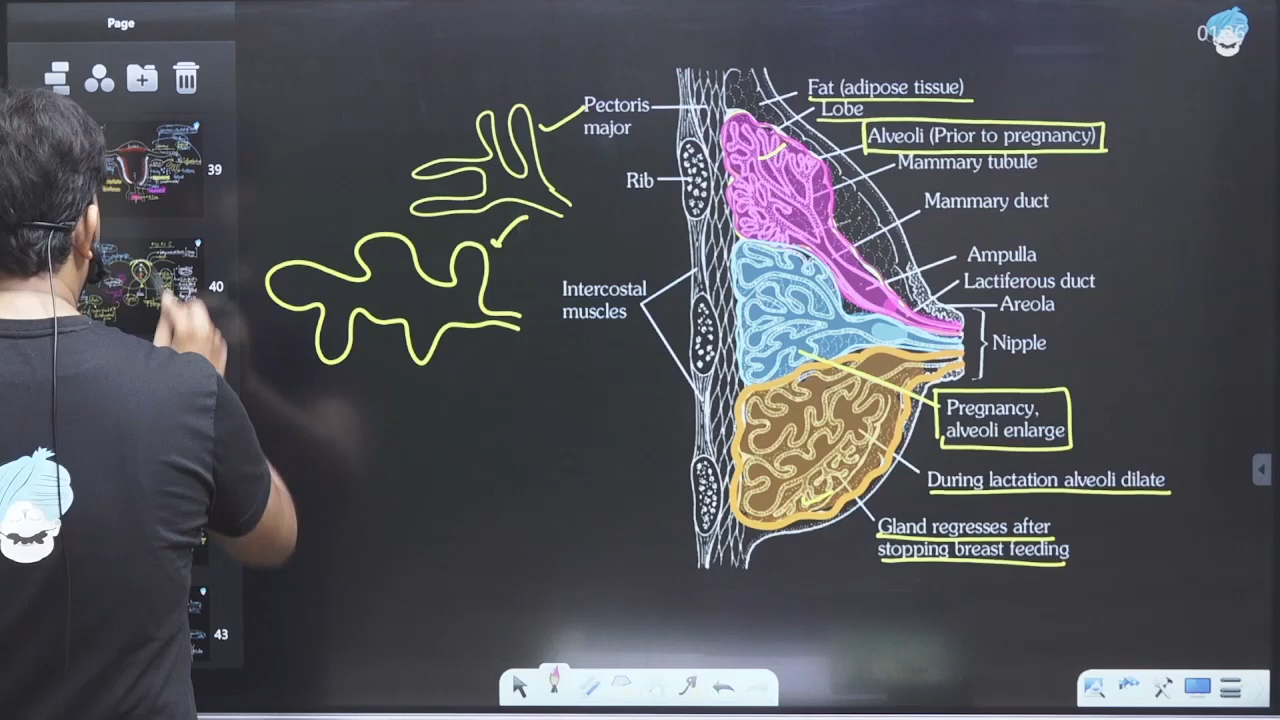 Page
39
40
43
Fat (adipose tissue)
Lobe
Pectoris
major
Alveoli (Prior to pregnancy)
Mammary tubule
Rib
Mammary duct
Ampulla
Lactiferous duct
Areola
Intercostal
muscles
Nipple
Pregnancy,
alveoli enlarge
During lactation alveoli dilate
Gland regresses after
stopping breast feeding